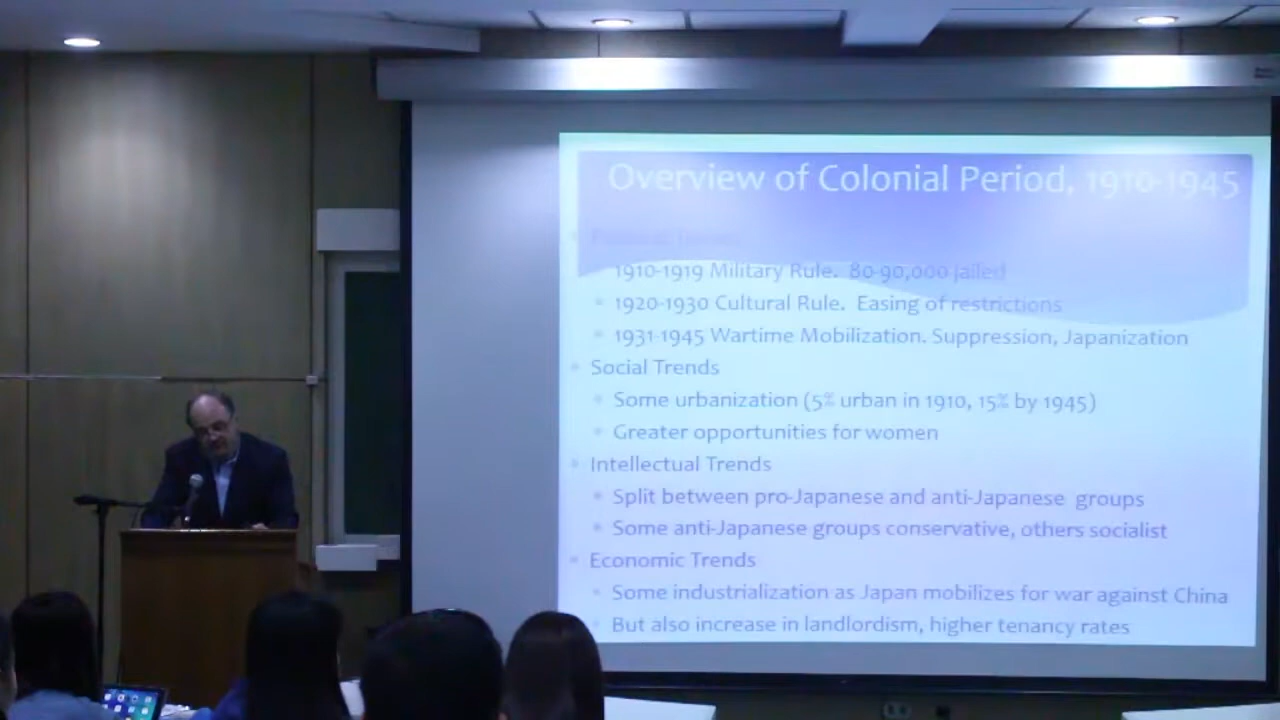 Overview of Colonial Period, 1910-1945
1910-1919 Military Rule. 80-90,000 jailed
1920-1930 Cultural Rule. Easing of restrictions
1931-1945 Wartime Mobilization. Suppression, Japanization
Social Trends
Some urbanization (5% urban in 1910, 15% by 1945)
Greater opportunities for women
Intellectual Trends
Split between pro-Japanese and anti-Japanese groups
Some anti-Japanese groups conservative, others socialist
Economic Trends
Some industrialization as Japan mobilizes for war against China
But also increase in landlordism, higher tenancy rates